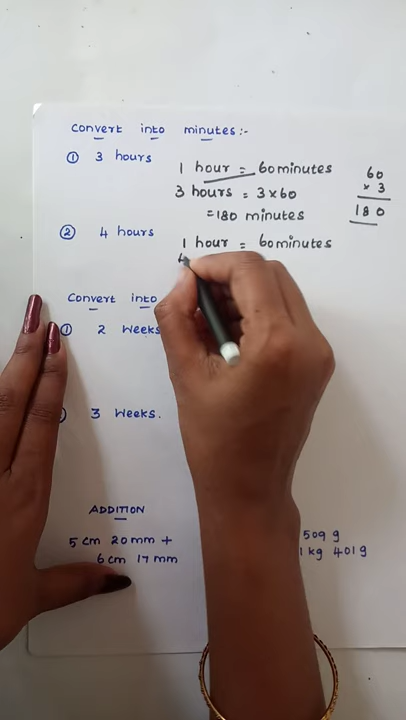 Convert into minutes:-
① 3 hours
1 hour = 60 minutes
60
× 3
180
3 hours = 3×60
= 180 minutes
② 4 hours
1 hour = 60 minutes
4
Convert into
① 2 Weeks
3 Weeks.
ADDITION
5 cm 20 mm +
6 cm 17 mm
509 g
1 kg 401 g